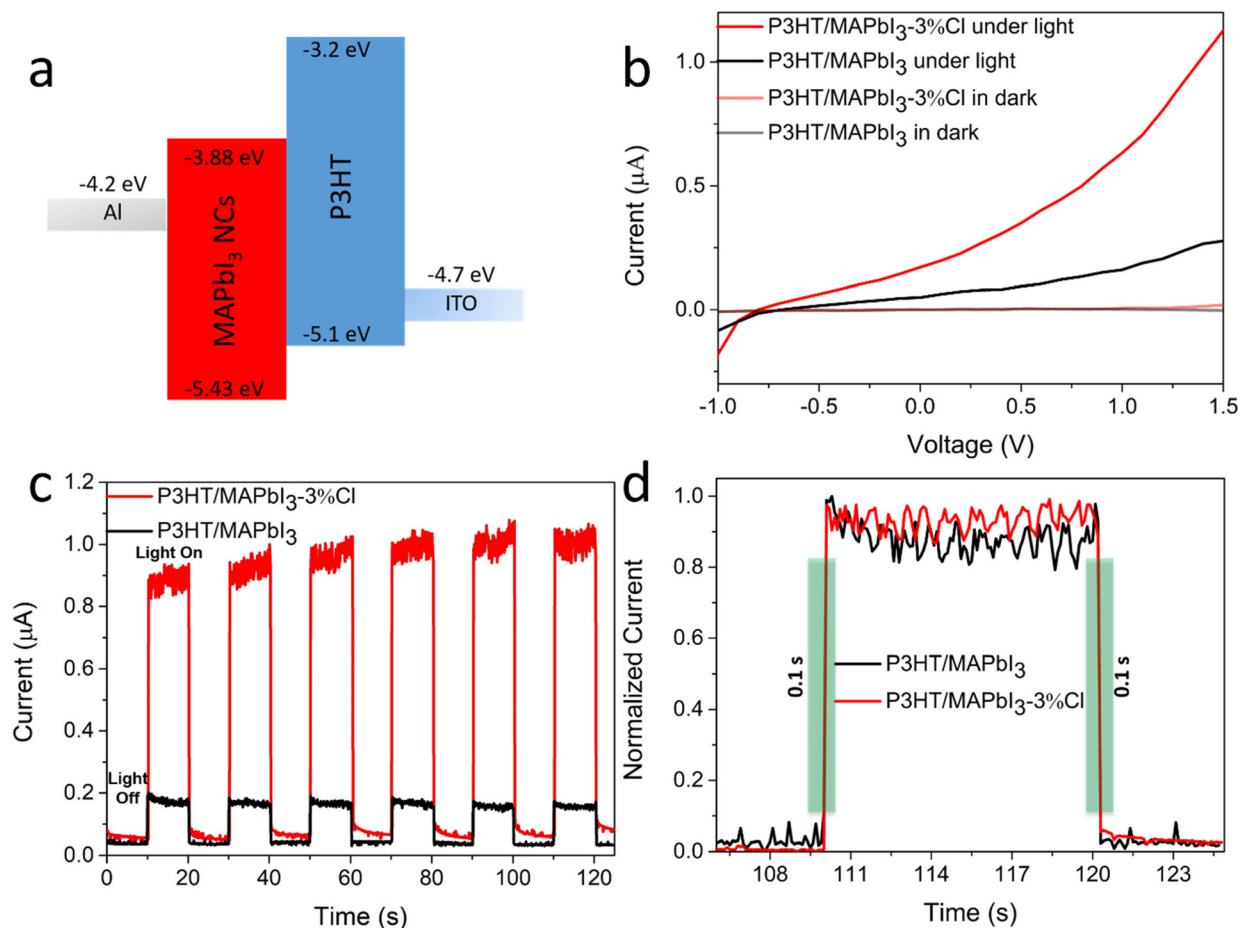 a
-3.2 eV
-3.88 eV
-4.2 eV
Al
MAPbI3 NCs
P3HT
-4.7 eV
ITO
-5.1 eV
-5.43 eV
b
P3HT/MAPbI3-3%Cl under light
P3HT/MAPbI3 under light
P3HT/MAPbI3-3%Cl in dark
P3HT/MAPbI3 in dark
Current (μA)
1.0
0.5
0.0
-1.0 -0.5 0.0 0.5 1.0 1.5
Voltage (V)
c
P3HT/MAPbI3-3%Cl
P3HT/MAPbI3
Light On
Light
Off
Current (μA)
1.2
1.0
0.8
0.6
0.4
0.2
0.0
0 20 40 60 80 100 120
Time (s)
d
Normalized Current
1.0
0.8
0.6
0.4
0.2
0.0
0.1 s
P3HT/MAPbI3
P3HT/MAPbI3-3%Cl
0.1 s
108 111 114 117 120 123
Time (s)